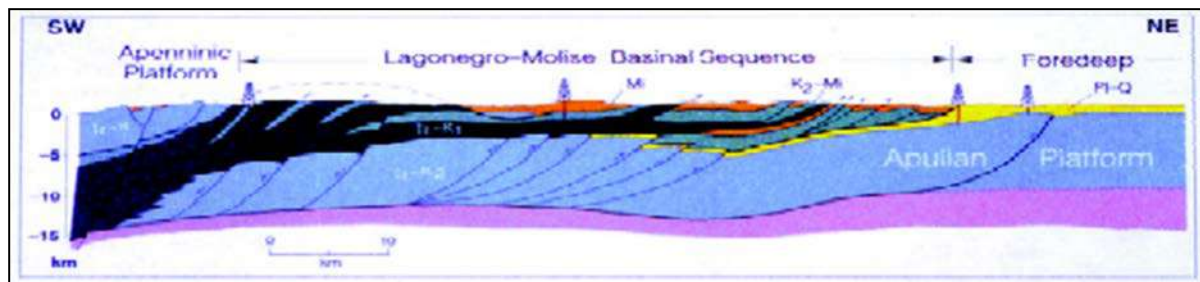 SW NE
Apenninic Platform
Lagonegro-Molise Basinal Sequence
Foredeep
Mi K₂-Mi Pl-Q
0
-5
Apulian Platform
-10
-15
km
0 10
km